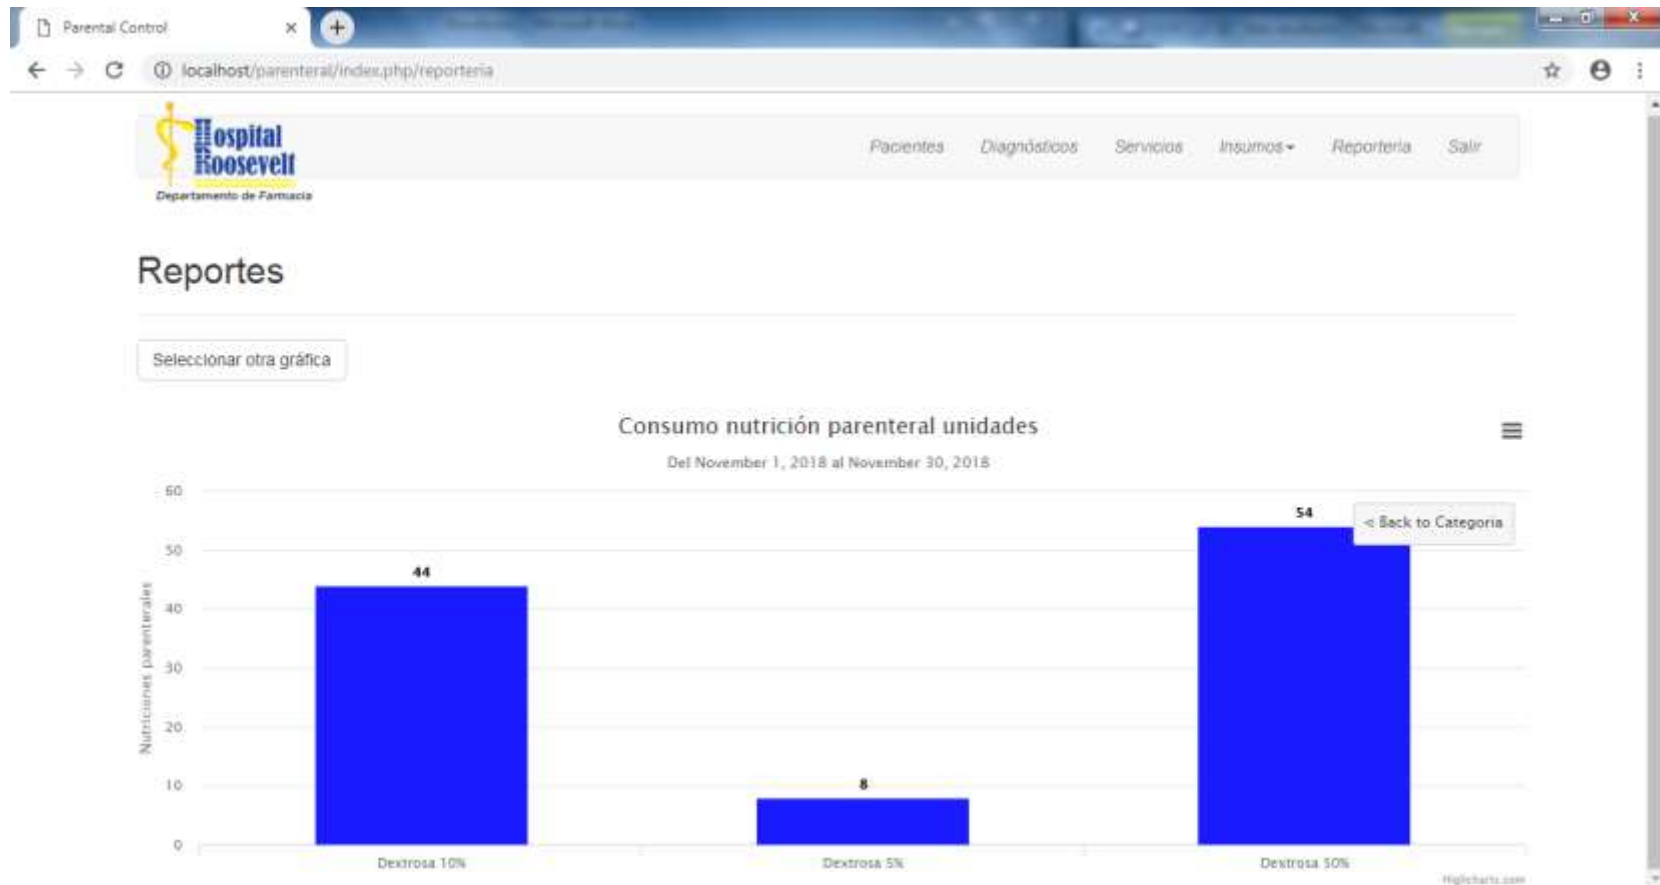 Parental Control
localhost/parenteral/index.php/reporteria
Hospital
Roosevelt
Departamento de Farmacia
Pacientes Diagnósticos Servicios Insumos Reporteria Salir
Reportes
Seleccionar otra gráfica
Consumo nutrición parenteral unidades
Del November 1, 2018 al November 30, 2018
< Back to Categoria
Nutriciones parenterales
60
50
40
30
20
10
0
44
8
54
Dextrosa 10% Dextrosa 5% Dextrosa 50%
Highcharts.com